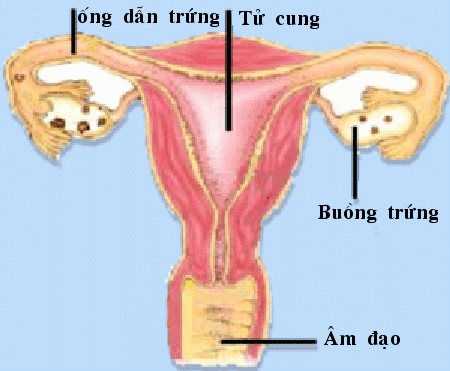 ống dẫn trứng
Tử cung
Buồng trứng
Âm đạo